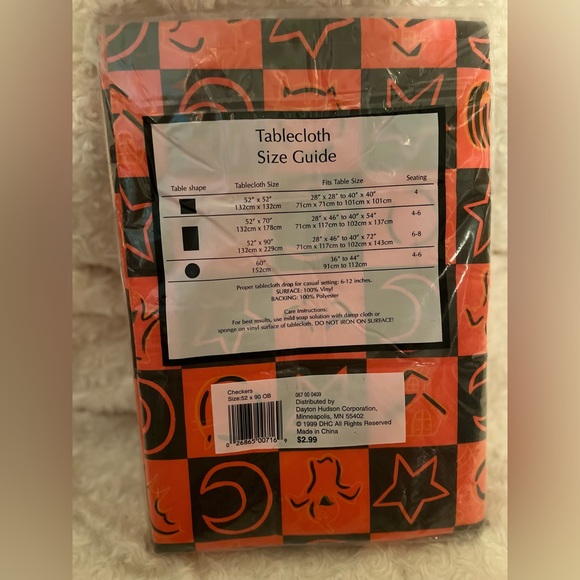 Tablecloth
Size Guide
Table shape Tablecloth Size Fits Table Size Seating
52" x 52" 28" x 28" to 40" x 40" 4
132cm x 132cm 71cm x 71cm to 101cm x 101cm
52" x 70" 28" x 46" to 40" x 54" 4-6
132cm x 178cm 71cm x 117cm to 102cm x 137cm
52" x 90" 28" x 46" to 40" x 72" 6-8
132cm x 229cm 71cm x 117cm to 102cm x 143cm
60" 36" to 44" 4-6
152cm 91cm to 112cm
Proper tablecloth drop for casual setting: 6-12 inches.
SURFACE: 100% Vinyl
BACKING: 100% Polyester
Care Instructions:
For best results, use mild soap solution with damp cloth or
sponge on vinyl surface of tablecloth. DO NOT IRON ON SURFACE!
Checkers
Size:52 x 90 OB
0 26865 00716 9
067 00 0409
Distributed by
Dayton Hudson Corporation,
Minneapolis, MN 55402
© 1999 DHC All Rights Reserved
Made in China
$2.99